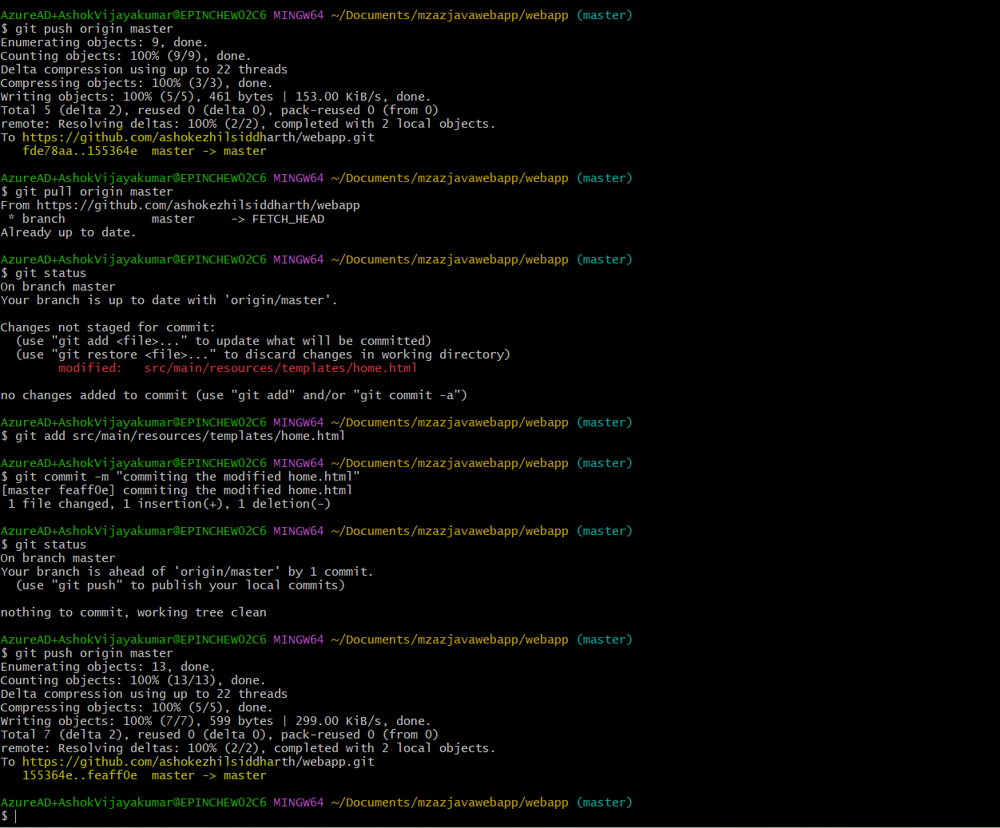 AzureAD+AshokVijayakumar@EPINCHEW02C6 MINGW64 ~/Documents/mzazjavawebapp/webapp (master)
$ git push origin master
Enumerating objects: 9, done.
Counting objects: 100% (9/9), done.
Delta compression using up to 22 threads
Compressing objects: 100% (3/3), done.
Writing objects: 100% (5/5), 461 bytes | 153.00 KiB/s, done.
Total 5 (delta 2), reused 0 (delta 0), pack-reused 0 (from 0)
remote: Resolving deltas: 100% (2/2), completed with 2 local objects.
To https://github.com/ashokezhilsiddharth/webapp.git
   fde78aa..155364e  master -> master

AzureAD+AshokVijayakumar@EPINCHEW02C6 MINGW64 ~/Documents/mzazjavawebapp/webapp (master)
$ git pull origin master
From https://github.com/ashokezhilsiddharth/webapp
 * branch            master     -> FETCH_HEAD
Already up to date.

AzureAD+AshokVijayakumar@EPINCHEW02C6 MINGW64 ~/Documents/mzazjavawebapp/webapp (master)
$ git status
On branch master
Your branch is up to date with 'origin/master'.

Changes not staged for commit:
  (use "git add <file>..." to update what will be committed)
  (use "git restore <file>..." to discard changes in working directory)
        modified:   src/main/resources/templates/home.html

no changes added to commit (use "git add" and/or "git commit -a")

AzureAD+AshokVijayakumar@EPINCHEW02C6 MINGW64 ~/Documents/mzazjavawebapp/webapp (master)
$ git add src/main/resources/templates/home.html

AzureAD+AshokVijayakumar@EPINCHEW02C6 MINGW64 ~/Documents/mzazjavawebapp/webapp (master)
$ git commit -m "commiting the modified home.html"
[master feaff0e] commiting the modified home.html
 1 file changed, 1 insertion(+), 1 deletion(-)

AzureAD+AshokVijayakumar@EPINCHEW02C6 MINGW64 ~/Documents/mzazjavawebapp/webapp (master)
$ git status
On branch master
Your branch is ahead of 'origin/master' by 1 commit.
  (use "git push" to publish your local commits)

nothing to commit, working tree clean

AzureAD+AshokVijayakumar@EPINCHEW02C6 MINGW64 ~/Documents/mzazjavawebapp/webapp (master)
$ git push origin master
Enumerating objects: 13, done.
Counting objects: 100% (13/13), done.
Delta compression using up to 22 threads
Compressing objects: 100% (5/5), done.
Writing objects: 100% (7/7), 599 bytes | 299.00 KiB/s, done.
Total 7 (delta 2), reused 0 (delta 0), pack-reused 0 (from 0)
remote: Resolving deltas: 100% (2/2), completed with 2 local objects.
To https://github.com/ashokezhilsiddharth/webapp.git
   155364e..feaff0e  master -> master

AzureAD+AshokVijayakumar@EPINCHEW02C6 MINGW64 ~/Documents/mzazjavawebapp/webapp (master)
$